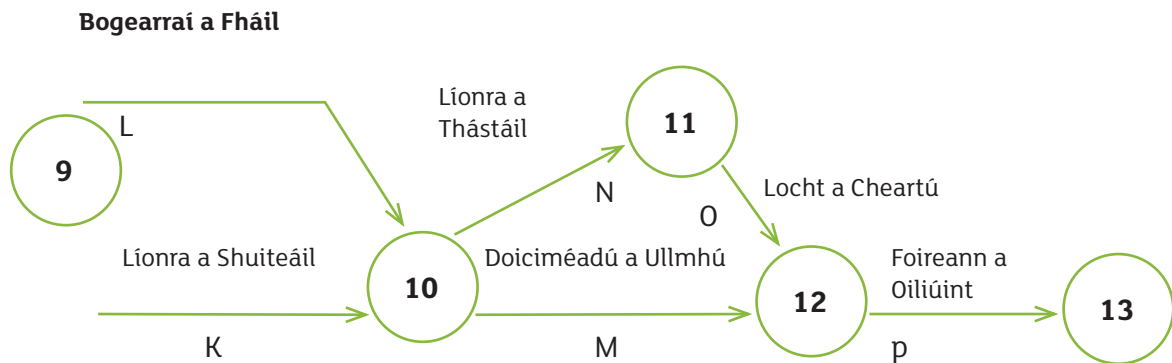 Bogearraí a Fháil
L
9
Líonra a
Thástáil
11
N
Locht a Cheartú
O
Líonra a Shuiteáil
10
Doiciméadú a Ullmhú
12
Foireann a
Oiliúint
13
K
M
p